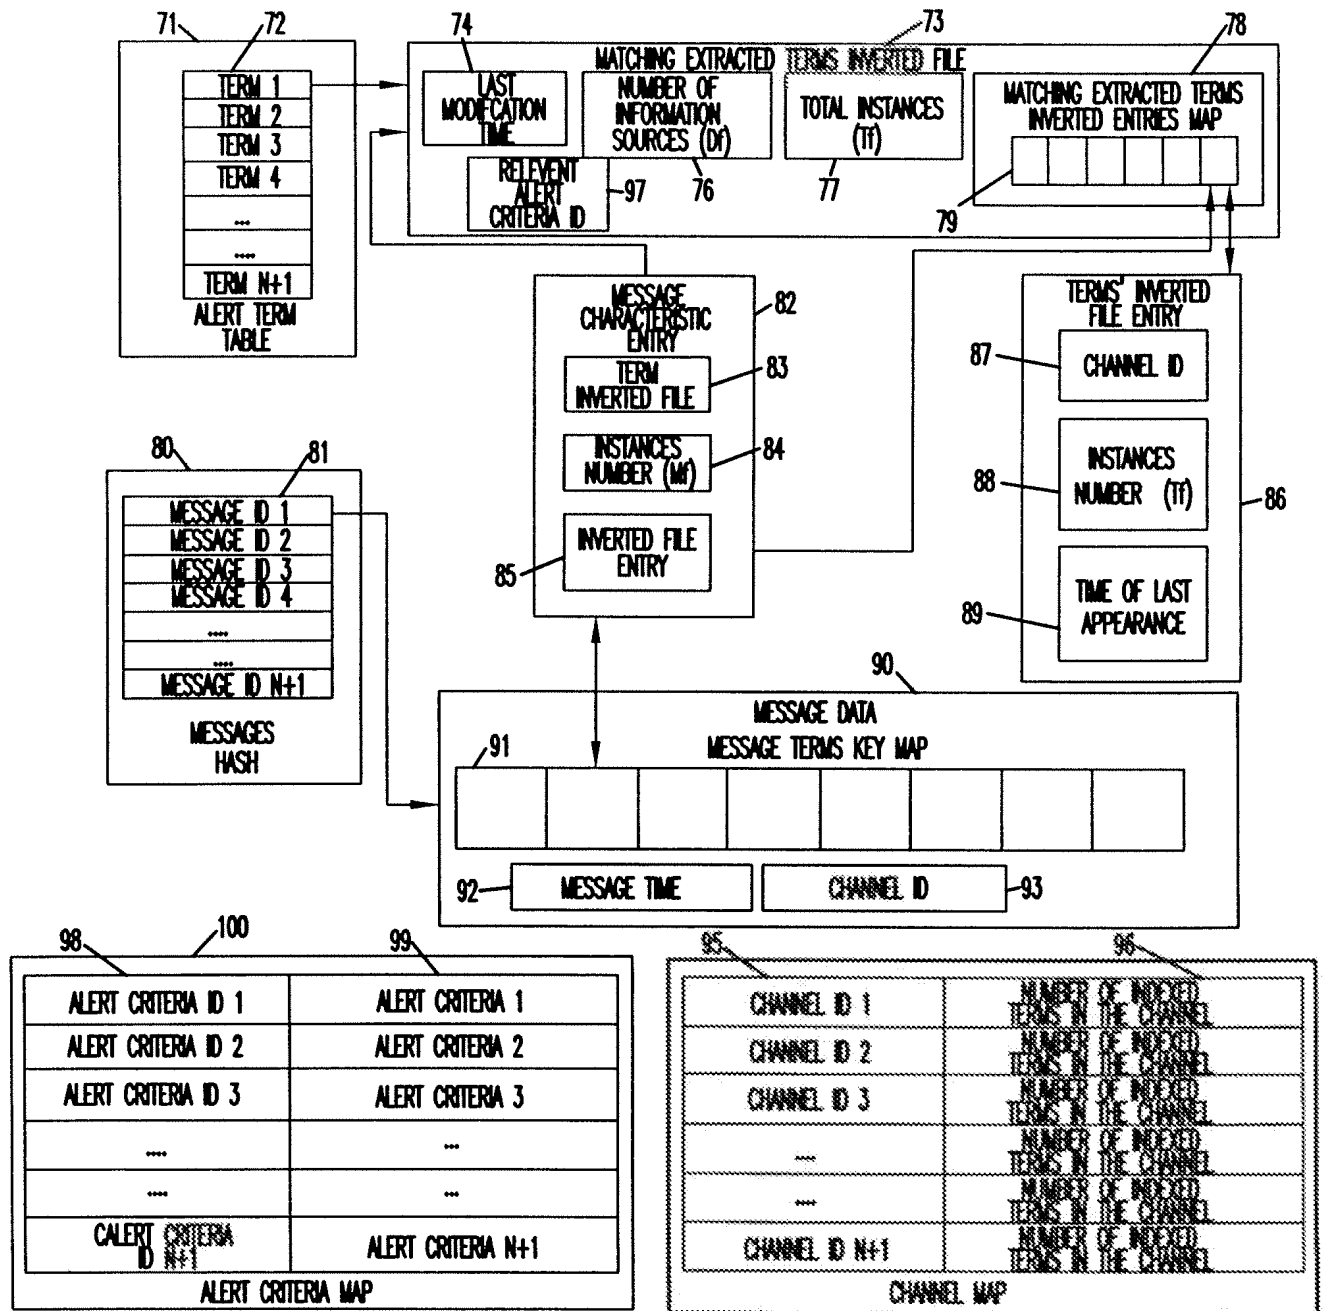 71
72
TERM 1
TERM 2
TERM 3
TERM 4
...
....
TERM N+1
ALERT TERM
TABLE
73
MATCHING EXTRACTED TERMS INVERTED FILE
74
LAST
MODIFICATION
TIME
NUMBER OF
INFORMATION
SOURCES (Df)
76
TOTAL INSTANCES (Tf)
77
78
MATCHING EXTRACTED TERMS
INVERTED ENTRIES MAP
79
RELEVENT
ALERT
CRITERIA ID
97
MESSAGE
CHARACTERISTIC
ENTRY
82
TERM
INVERTED FILE
83
INSTANCES
NUMBER (Mf)
84
INVERTED FILE
ENTRY
85
TERMS' INVERTED
FILE ENTRY
87
CHANNEL ID
INSTANCES
NUMBER (Tf)
88
86
TIME OF LAST
APPEARANCE
89
80
81
MESSAGE ID 1
MESSAGE ID 2
MESSAGE ID 3
MESSAGE ID 4
....
....
MESSAGE ID N+1
MESSAGES
HASH
90
MESSAGE DATA
MESSAGE TERMS KEY MAP
91
92
MESSAGE TIME
CHANNEL ID
93
98
100
99
ALERT CRITERIA ID 1
ALERT CRITERIA 1
ALERT CRITERIA ID 2
ALERT CRITERIA 2
ALERT CRITERIA ID 3
ALERT CRITERIA 3
....
...
....
...
CALERT CRITERIA
ID N+1
ALERT CRITERIA N+1
ALERT CRITERIA MAP
95
96
CHANNEL ID 1
NUMBER OF INDEXED
TERMS IN THE CHANNEL
CHANNEL ID 2
NUMBER OF INDEXED
TERMS IN THE CHANNEL
CHANNEL ID 3
NUMBER OF INDEXED
TERMS IN THE CHANNEL
....
NUMBER OF INDEXED
TERMS IN THE CHANNEL
....
NUMBER OF INDEXED
TERMS IN THE CHANNEL
CHANNEL ID N+1
NUMBER OF INDEXED
TERMS IN THE CHANNEL
CHANNEL MAP